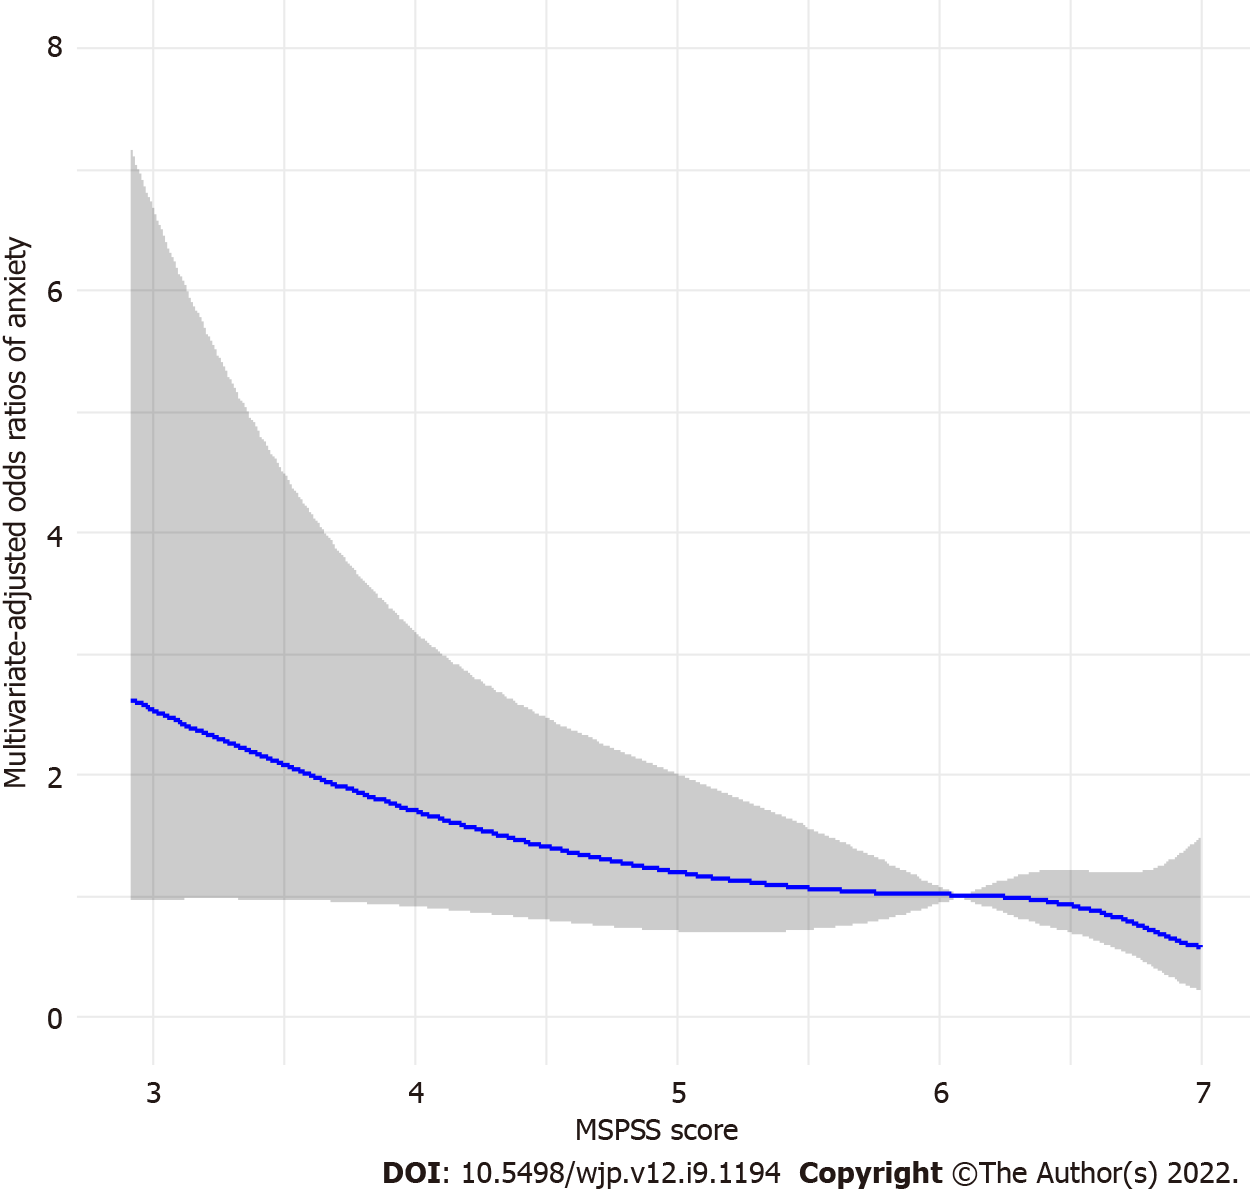 8
6
4
2
0
Multivariate-adjusted odds ratios of anxiety
3 4 5 6 7
MSPSS score
DOI: 10.5498/wjp.v12.i9.1194 Copyright ©The Author(s) 2022.